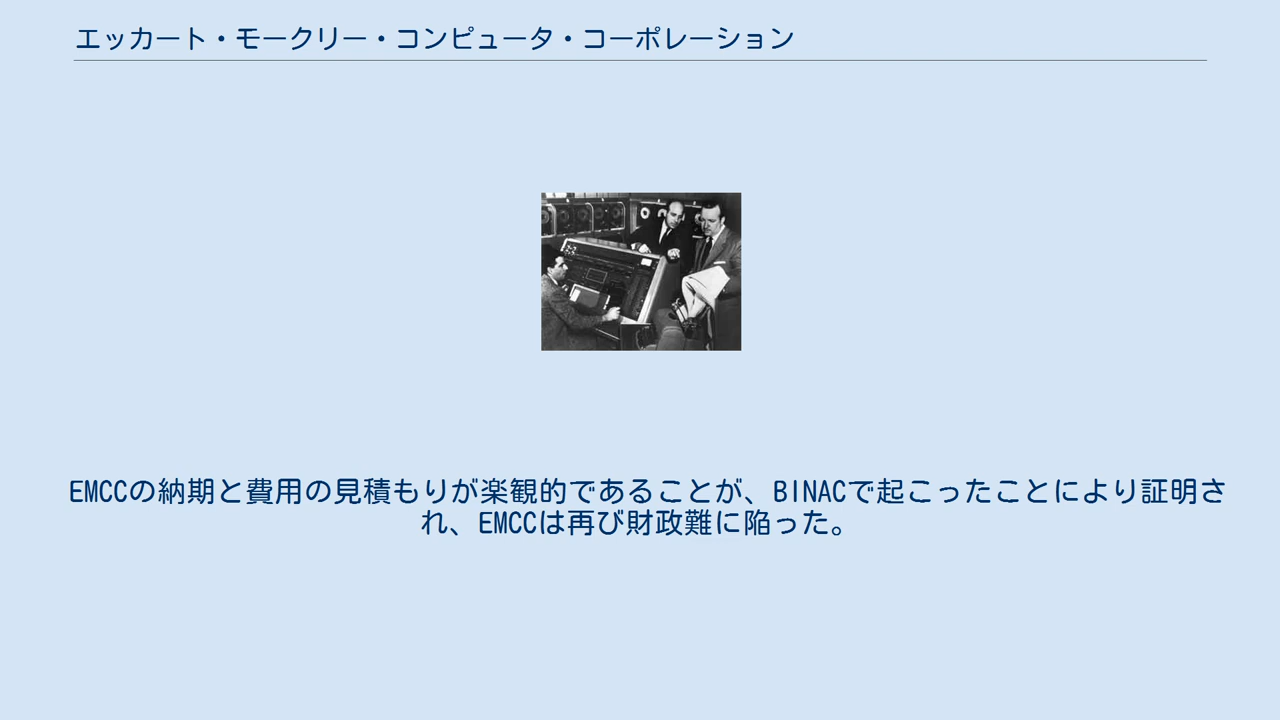 エッカート・モークリー・コンピュータ・コーポレーション
EMCCの納期と費用の見積もりが楽観的であることが、BINACで起こったことにより証明さ
れ、EMCCは再び財政難に陥った。